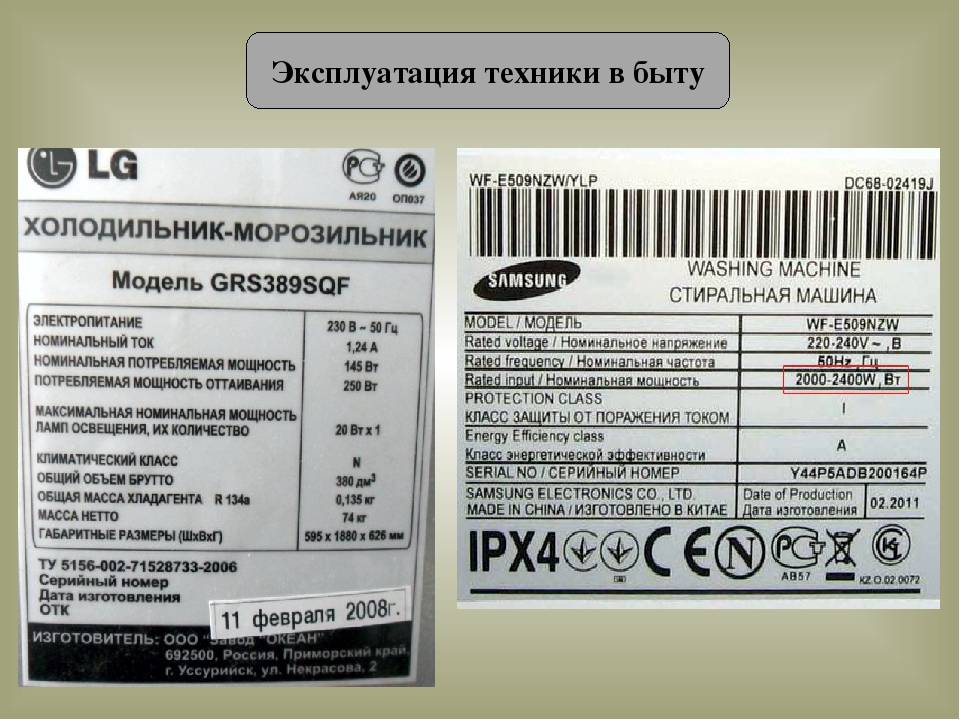 Эксплуатация техники в быту
LG
АЯ20 ОП037
ХОЛОДИЛЬНИК-МОРОЗИЛЬНИК
Модель GRS389SQF
ЭЛЕКТРОПИТАНИЕ 230 В ~ 50 Гц
НОМИНАЛЬНЫЙ ТОК 1,24 А
НОМИНАЛЬНАЯ ПОТРЕБЛЯЕМАЯ МОЩНОСТЬ 145 Вт
ПОТРЕБЛЯЕМАЯ МОЩНОСТЬ ОТТАИВАНИЯ 250 Вт
МАКСИМАЛЬНАЯ НОМИНАЛЬНАЯ МОЩНОСТЬ
ЛАМП ОСВЕЩЕНИЯ, ИХ КОЛИЧЕСТВО 20 Вт x 1
КЛИМАТИЧЕСКИЙ КЛАСС N
ОБЩИЙ ОБЪЕМ БРУТТО 380 дм³
ОБЩАЯ МАССА ХЛАДАГЕНТА R 134a 0,135 кг
МАССА НЕТТО 74 кг
ГАБАРИТНЫЕ РАЗМЕРЫ (ШxВxГ) 595 x 1880 x 626 мм
ТУ 5156-002-71528733-2006
Серийный номер
Дата изготовления
ОТК
11 февраля 2008г.
ИЗГОТОВИТЕЛЬ: ООО "Завод "ОКЕАН"
692500, Россия, Приморский край,
г. Уссурийск, ул. Некрасова, 2
WF-E509NZW/YLP DC68-02419J
SAMSUNG
WASHING MACHINE
СТИРАЛЬНАЯ МАШИНА
MODEL / МОДЕЛЬ WF-E509NZW
Rated voltage / Номинальное напряжение 220-240V ~ , В
Rated frequency / Номинальная частота 50Hz , Гц
Rated input / Номинальная мощность 2000-2400W , Вт
PROTECTION CLASS
КЛАСС ЗАЩИТЫ ОТ ПОРАЖЕНИЯ ТОКОМ I
Energy Efficiency class
Класс энергетической эффективности A
SERIAL NO / СЕРИЙНЫЙ НОМЕР Y44P5ADB200164P
SAMSUNG ELECTRONICS CO., LTD.
MADE IN CHINA / ИЗГОТОВЛЕНО В КИТАЕ
Date of Production
Дата изготовления 02.2011
IPX4 CE N
АВ57 KZ.O.02.0072